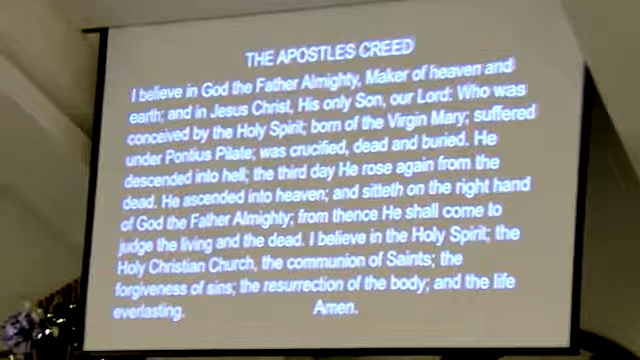 THE APOSTLES CREED
I believe in God the Father Almighty, Maker of heaven and
earth; and in Jesus Christ, His only Son, our Lord: Who was
conceived by the Holy Spirit; born of the Virgin Mary; suffered
under Pontius Pilate; was crucified, dead and buried. He
descended into hell; the third day He rose again from the
dead. He ascended into heaven; and sitteth on the right hand
of God the Father Almighty; from thence He shall come to
judge the living and the dead. I believe in the Holy Spirit; the
Holy Christian Church, the communion of Saints; the
forgiveness of sins; the resurrection of the body; and the life
everlasting. Amen.